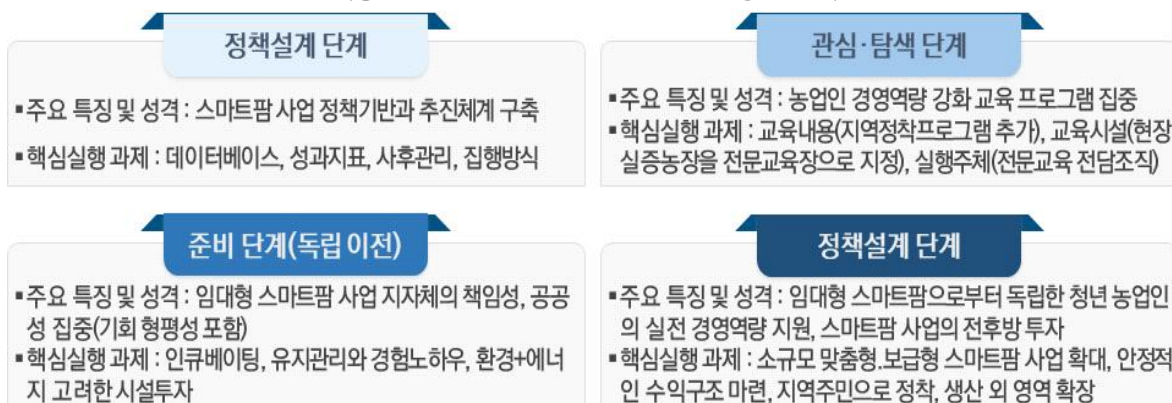 정책설계 단계
▪주요 특징 및 성격 : 스마트팜 사업 정책기반과 추진체계 구축
▪핵심실행 과제 : 데이터베이스, 성과지표, 사후관리, 집행방식
관심·탐색 단계
▪주요 특징 및 성격 : 농업인 경영역량 강화 교육 프로그램 집중
▪핵심실행 과제 : 교육내용(지역정착프로그램 추가), 교육시설(현장
실증농장을 전문교육장으로 지정), 실행주체(전문교육 전담조직)
준비 단계(독립 이전)
▪주요 특징 및 성격 : 임대형 스마트팜 사업 지자체의 책임성, 공공
성 집중(기회 형평성 포함)
▪핵심실행 과제 : 인큐베이팅, 유지관리와 경험노하우, 환경+에너
지 고려한 시설투자
정책설계 단계
▪주요 특징 및 성격 : 임대형 스마트팜으로부터 독립한 청년 농업인
의 실전 경영역량 지원, 스마트팜 사업의 전후방 투자
▪핵심실행 과제 : 소규모 맞춤형.보급형 스마트팜 사업 확대, 안정적
인 수익구조 마련, 지역주민으로 정착, 생산 외 영역 확장